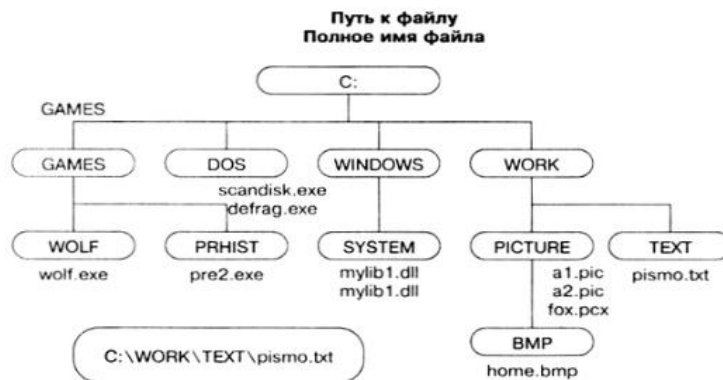 Путь к файлу
Полное имя файла
C:
GAMES
GAMES
DOS
WINDOWS
WORK
scandisk.exe
defrag.exe
WOLF
PRHIST
SYSTEM
PICTURE
TEXT
wolf.exe
pre2.exe
mylib1.dll
mylib1.dll
a1.pic
a2.pic
fox.pcx
pismo.txt
C:\WORK\TEXT\pismo.txt
BMP
home.bmp